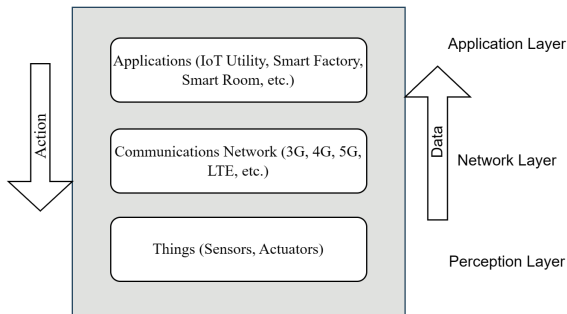 Applications (IoT Utility, Smart Factory,
Smart Room, etc.)
Application Layer
Action
Communications Network (3G, 4G, 5G,
LTE, etc.)
Data
Network Layer
Things (Sensors, Actuators)
Perception Layer